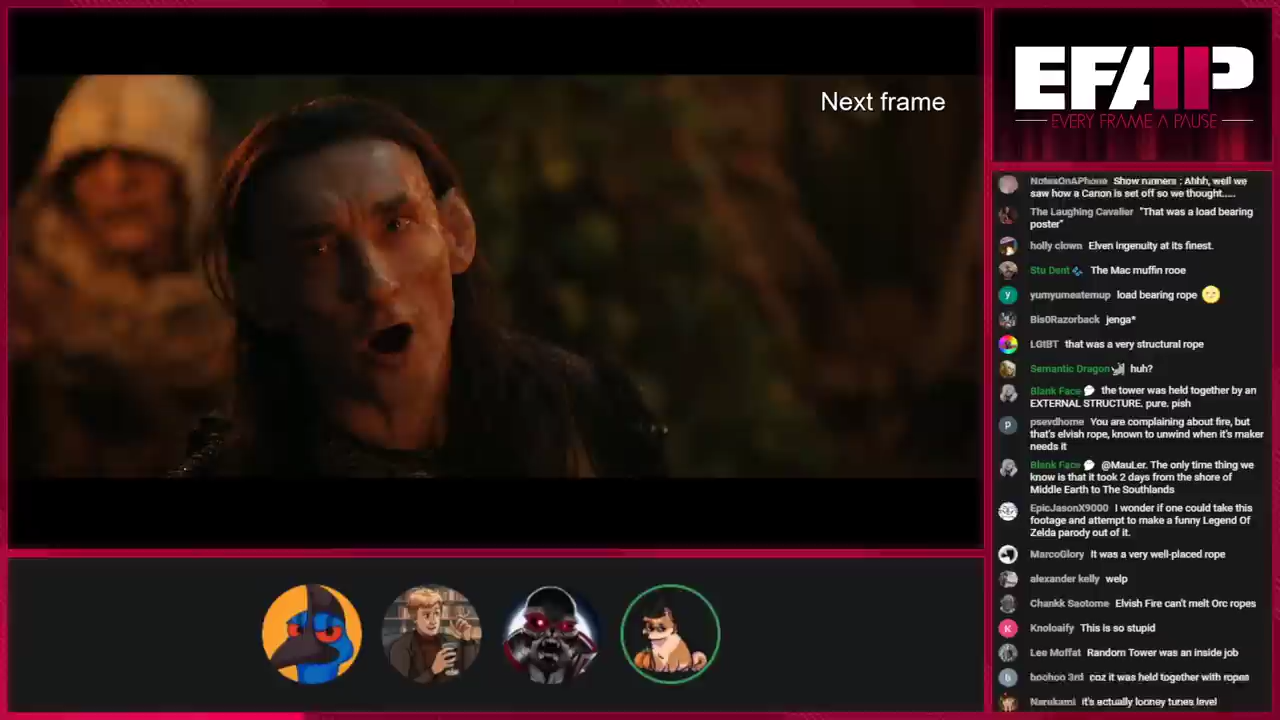 Next frame
EFAP
EVERY FRAME A PAUSE
NotesOnAPhone Show runners : Ahhh, well we
saw how a Canon is set off so we thought.....
The Laughing Cavalier "That was a load bearing
poster"
holly clown Elven ingenuity at its finest.
Stu Dent The Mac muffin rooe
yumyumeatemup load bearing rope
Bis0Razorback jenga*
LGtBT that was a very structural rope
Semantic Dragon huh?
Blank Face the tower was held together by an
EXTERNAL STRUCTURE. pure. pish
psevdhome You are complaining about fire, but
that's elvish rope, known to unwind when it's maker
needs it
Blank Face @MauLer. The only time thing we
know is that it took 2 days from the shore of
Middle Earth to The Southlands
EpicJasonX9000 I wonder if one could take this
footage and attempt to make a funny Legend Of
Zelda parody out of it.
MarcoGlory It was a very well-placed rope
alexander kelly welp
Chankk Saotome Elvish Fire can't melt Orc ropes
K Knoloaify This is so stupid
Lee Moffat Random Tower was an inside job
boohoo 3rd coz it was held together with ropes
Narukami it's actually looney tunes level